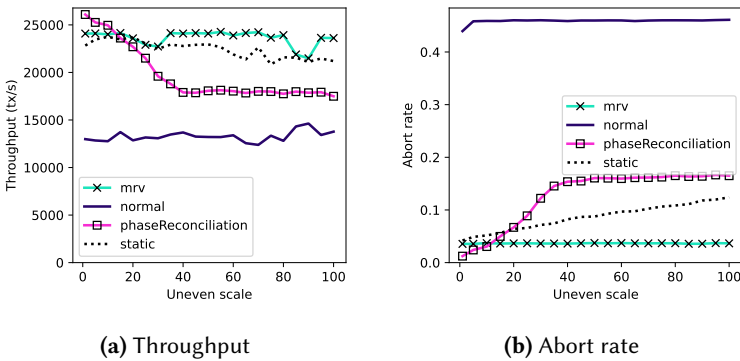 25000
20000
15000
10000
5000
0
Throughput (tx/s)
mrv
normal
phaseReconciliation
static
0 20 40 60 80 100
Uneven scale
(a) Throughput
0.4
0.3
0.2
0.1
0.0
Abort rate
mrv
normal
phaseReconciliation
static
0 20 40 60 80 100
Uneven scale
(b) Abort rate